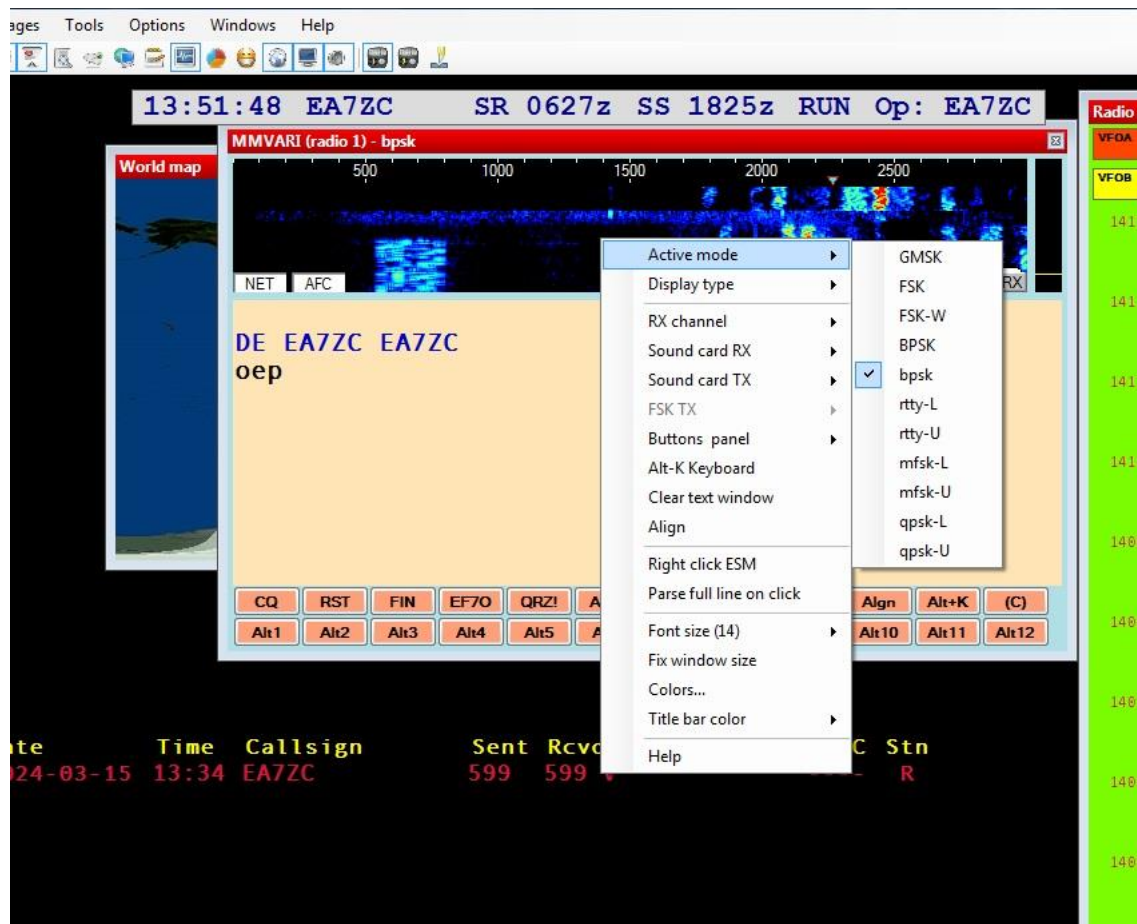 ages Tools Options Windows Help
13:51:48 EA7ZC SR 0627z SS 1825z RUN Op: EA7ZC
Radio
MMVARI (radio 1) - bpsk
VFOA
World map
500 1000 1500 2000 2500
VFOB
141
NET AFC
RX
Active mode
Display type
RX channel
Sound card RX
Sound card TX
FSK TX
Buttons panel
Alt-K Keyboard
Clear text window
Align
Right click ESM
Parse full line on click
Font size (14)
Fix window size
Colors...
Title bar color
Help
GMSK
FSK
FSK-W
BPSK
bpsk
rtty-L
rtty-U
mfsk-L
mfsk-U
qpsk-L
qpsk-U
DE EA7ZC EA7ZC
oep
141
141
141
140
140
140
140
140
CQ RST FIN EF7O QRZ! A Algn Alt+K (C)
Alt1 Alt2 Alt3 Alt4 Alt5 A Alt10 Alt11 Alt12
ate Time Callsign Sent Rcvd C Stn
024-03-15 13:34 EA7ZC 599 599 R